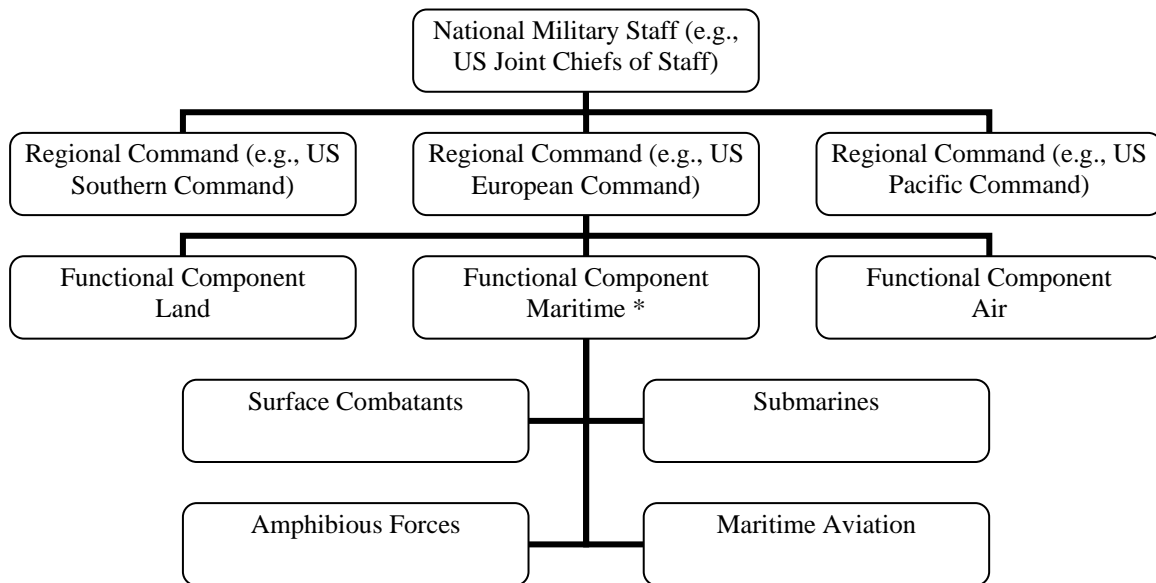 National Military Staff (e.g.,
US Joint Chiefs of Staff)
Regional Command (e.g., US
Southern Command)
Regional Command (e.g., US
European Command)
Regional Command (e.g., US
Pacific Command)
Functional Component
Land
Functional Component
Maritime *
Functional Component
Air
Surface Combatants
Submarines
Amphibious Forces
Maritime Aviation